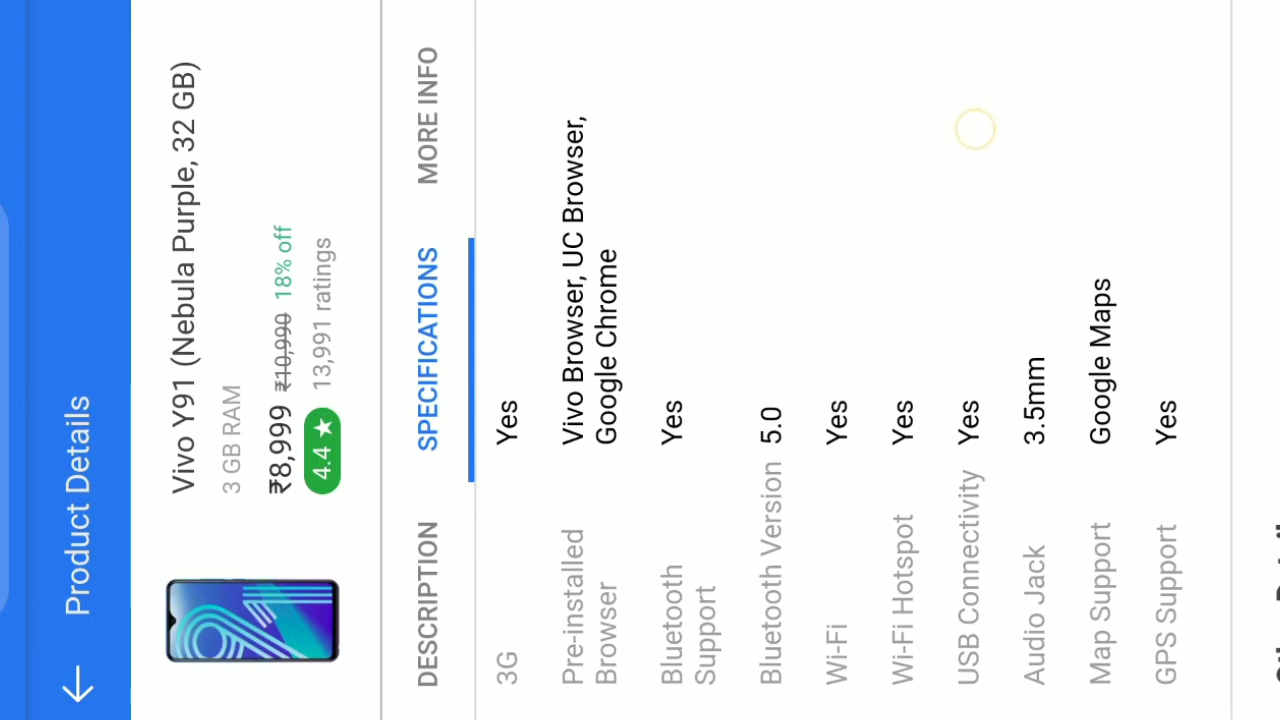 Product Details
Vivo Y91 (Nebula Purple, 32 GB)
3 GB RAM
₹8,999 ₹10,990 18% off
4.4 ★ 13,991 ratings
DESCRIPTION SPECIFICATIONS MORE INFO
3G Yes
Pre-installed Vivo Browser, UC Browser,
Browser Google Chrome
Bluetooth Yes
Support
Bluetooth Version 5.0
Wi-Fi Yes
Wi-Fi Hotspot Yes
USB Connectivity Yes
Audio Jack 3.5mm
Map Support Google Maps
GPS Support Yes